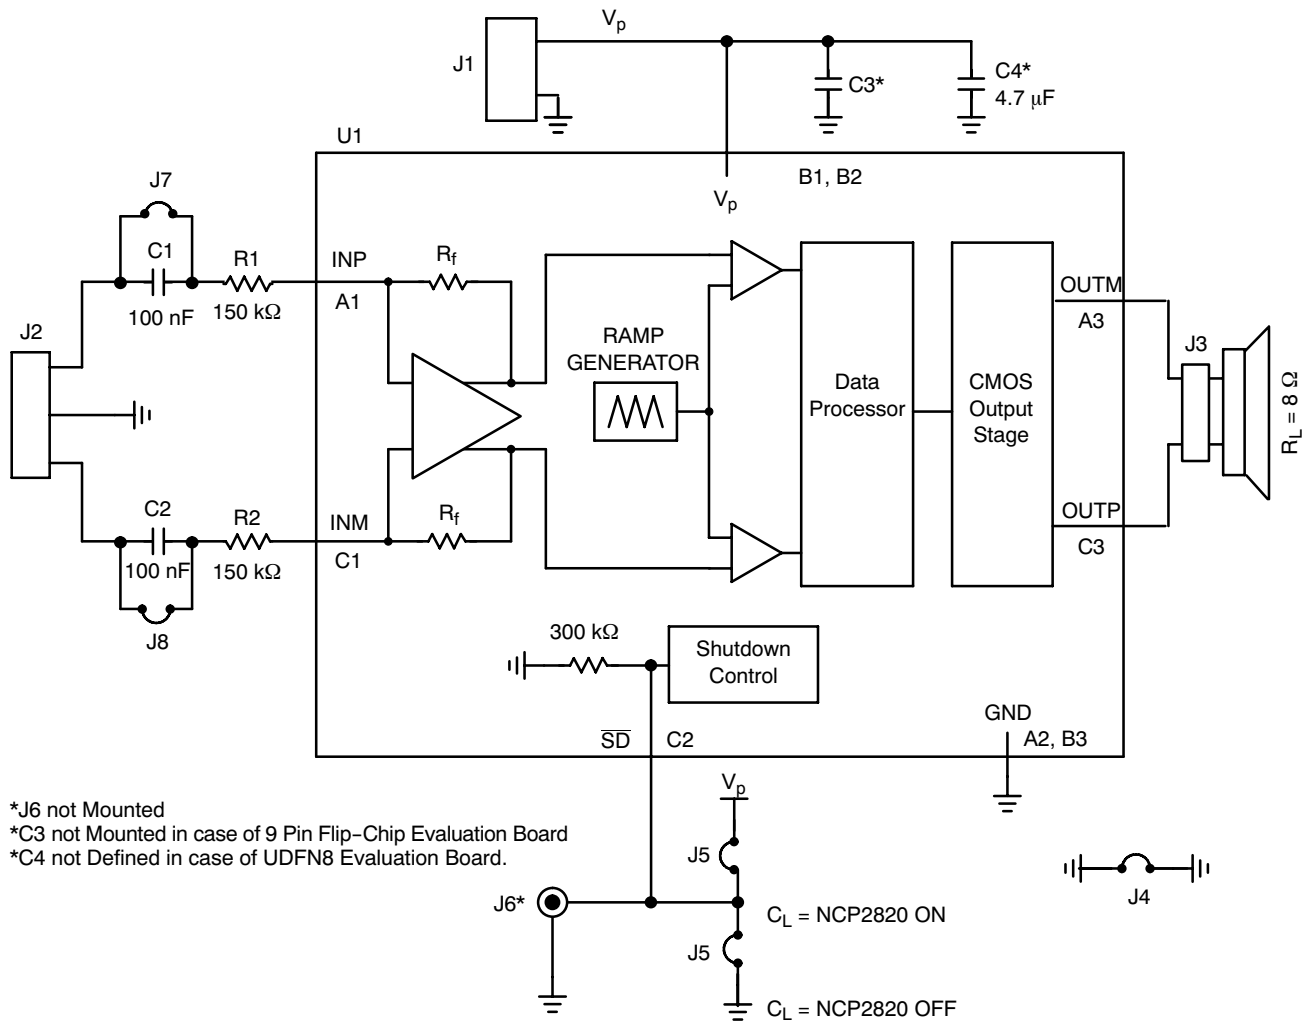 Vp
J1
C3*
C4*
4.7 μF
U1
B1, B2
Vp
J7
C1
100 nF
R1
150 kΩ
INP
A1
Rf
J2
RAMP
GENERATOR
Data
Processor
CMOS
Output
Stage
OUTM
A3
J3
RL = 8 Ω
C2
100 nF
J8
R2
150 kΩ
INM
C1
Rf
OUTP
C3
300 kΩ
Shutdown
Control
GND
A2, B3
SD
C2
Vp
*J6 not Mounted
*C3 not Mounted in case of 9 Pin Flip−Chip Evaluation Board
*C4 not Defined in case of UDFN8 Evaluation Board.
J5
J6*
CL = NCP2820 ON
J5
CL = NCP2820 OFF
J4